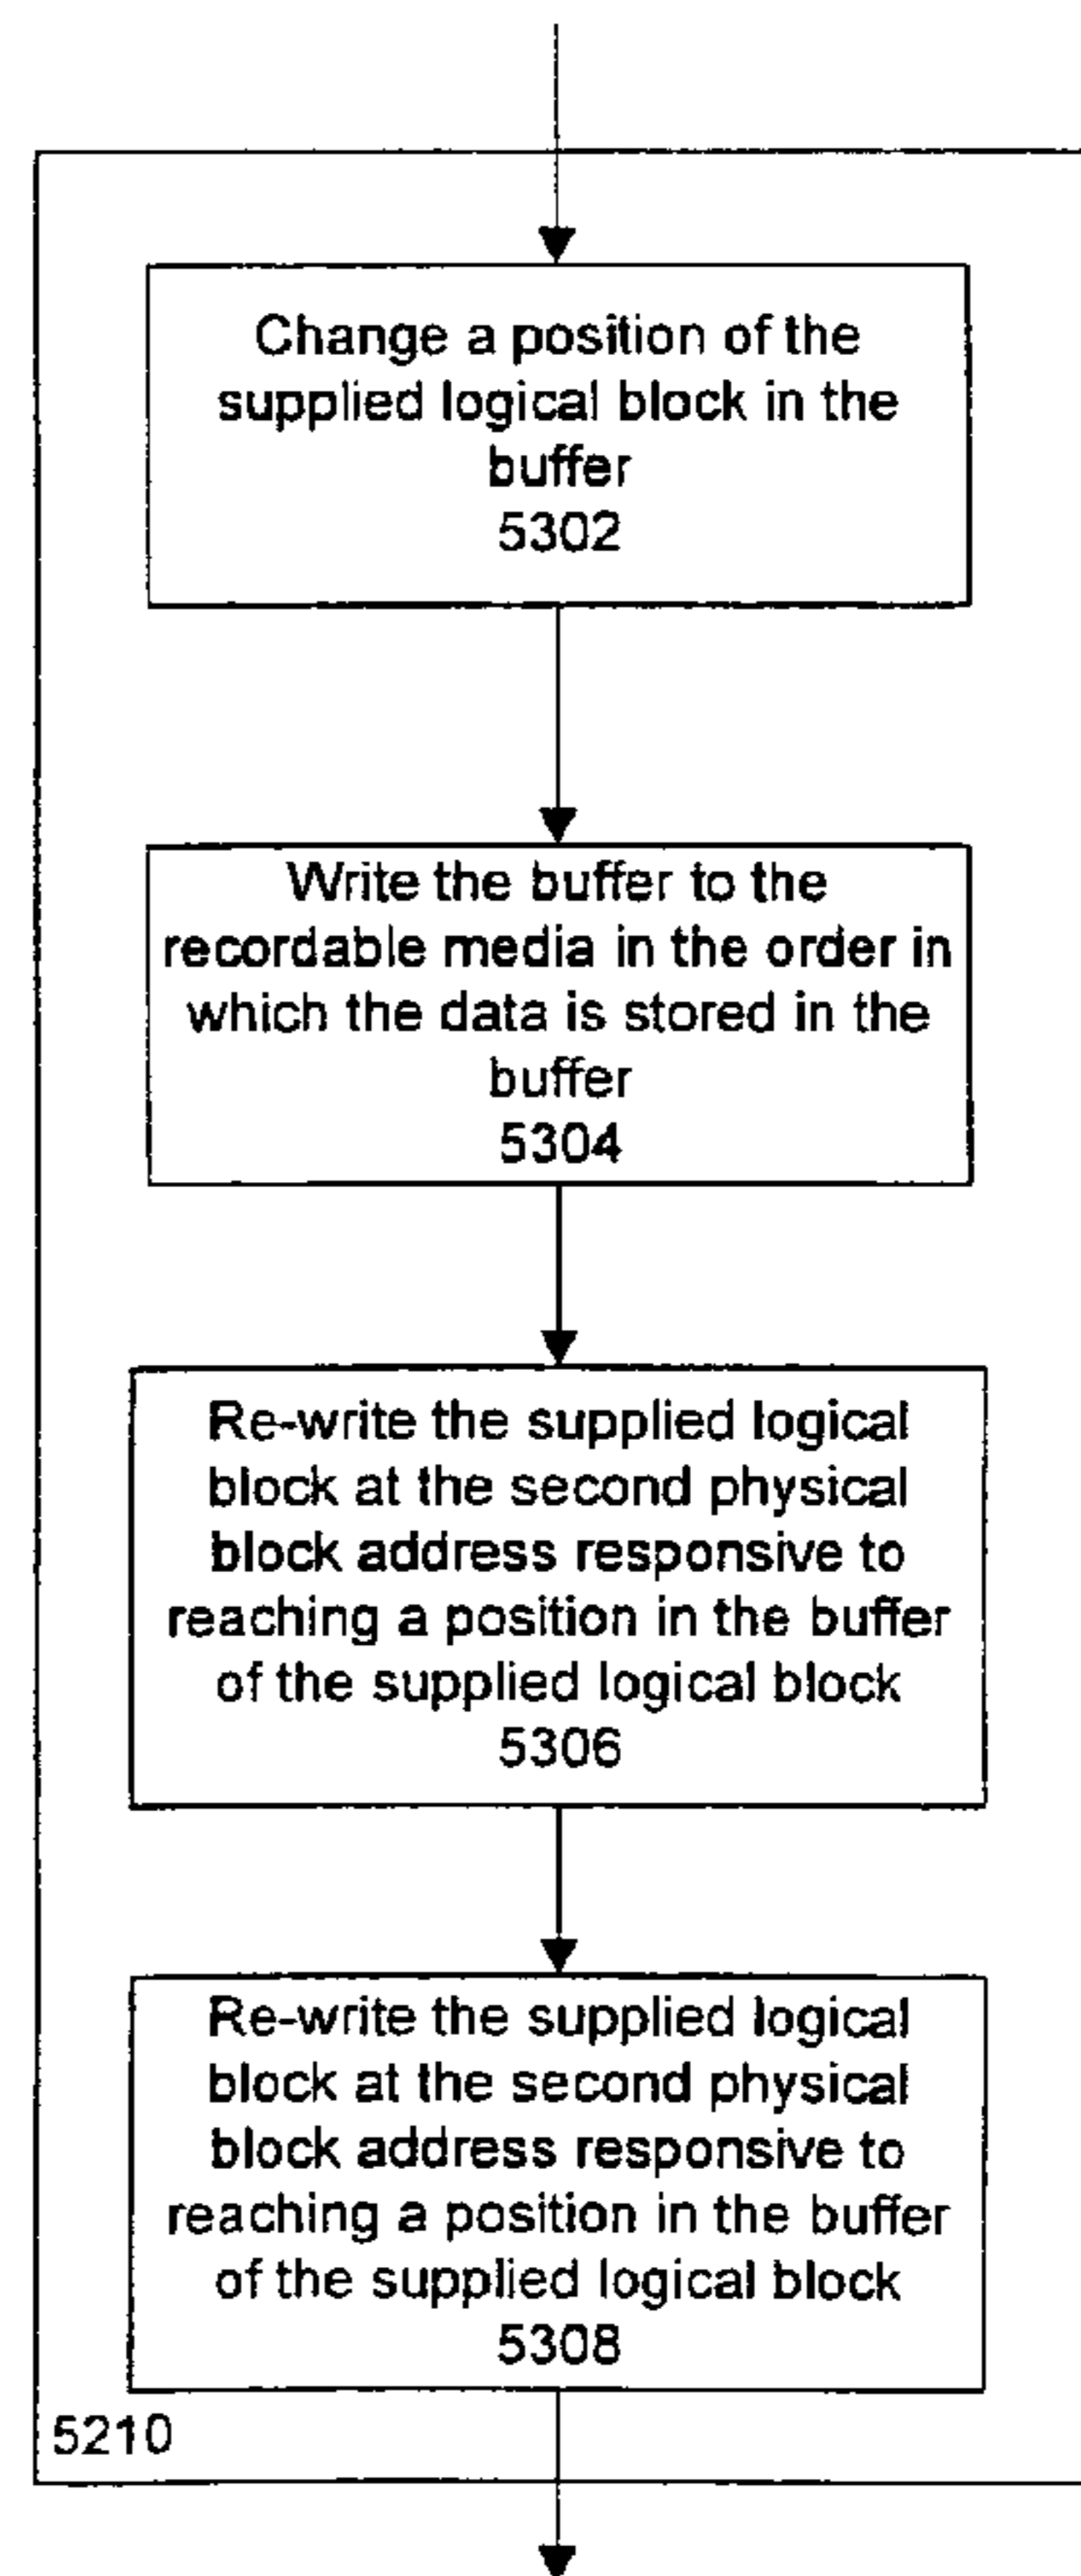 Change a position of the
supplied logical block in the
buffer
5302
Write the buffer to the
recordable media in the order in
which the data is stored in the
buffer
5304
Re-write the supplied logical
block at the second physical
block address responsive to
reaching a position in the buffer
of the supplied logical block
5306
Re-write the supplied logical
block at the second physical
block address responsive to
reaching a position in the buffer
of the supplied logical block
5308
5210